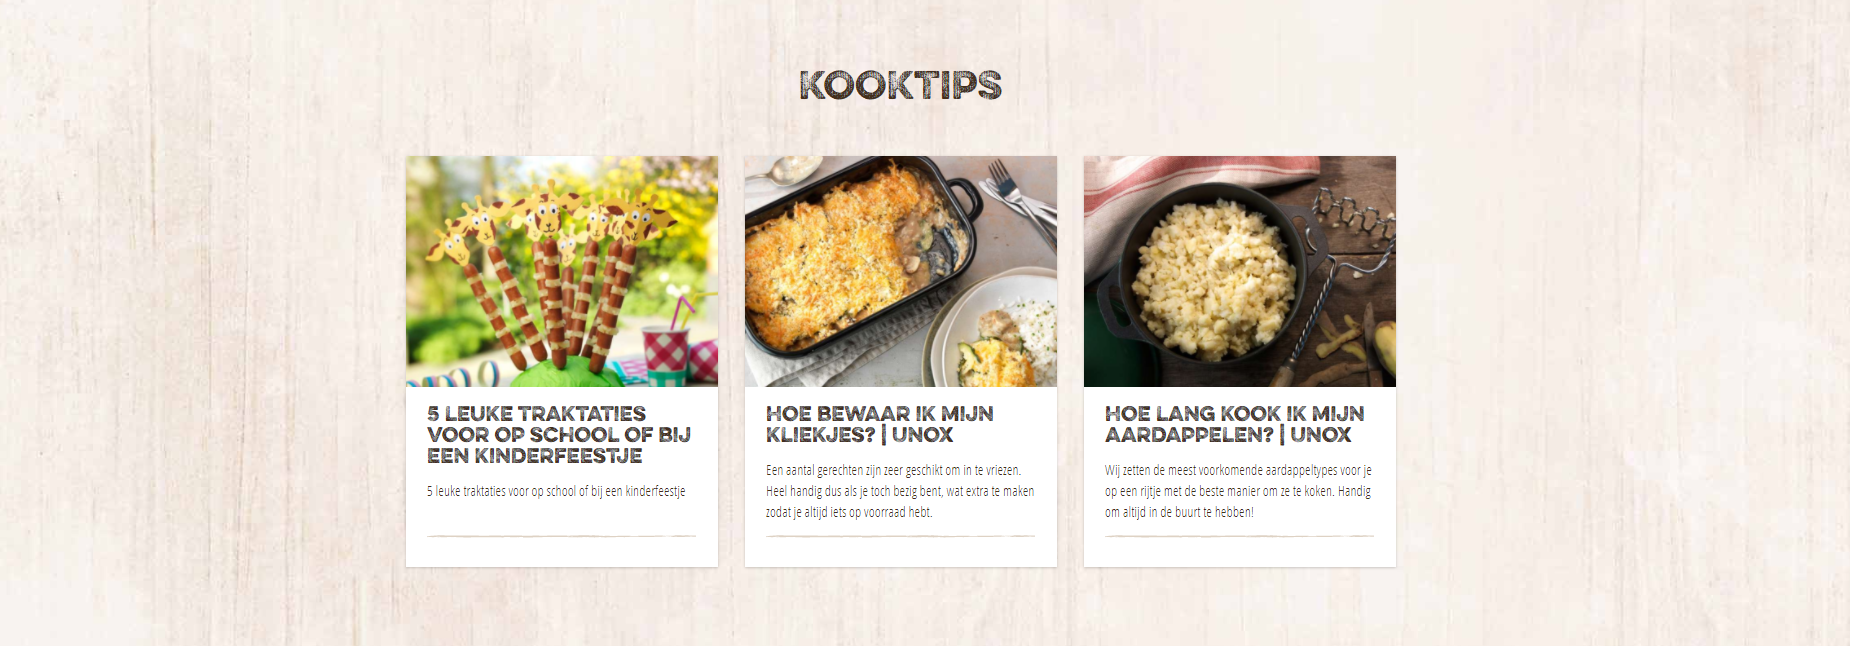 KOOKTIPS
5 LEUKE TRAKTATIES
VOOR OP SCHOOL OF BIJ
EEN KINDERFEESTJE
5 leuke traktaties voor op school of bij een kinderfeestje
HOE BEWAAR IK MIJN
KLIEKJES? | UNOX
Een aantal gerechten zijn zeer geschikt om in te vriezen.
Heel handig dus als je toch bezig bent, wat extra te maken
zodat je altijd iets op voorraad hebt.
HOE LANG KOOK IK MIJN
AARDAPPELEN? | UNOX
Wij zetten de meest voorkomende aardappeltypes voor je
op een rijtje met de beste manier om ze te koken. Handig
om altijd in de buurt te hebben!